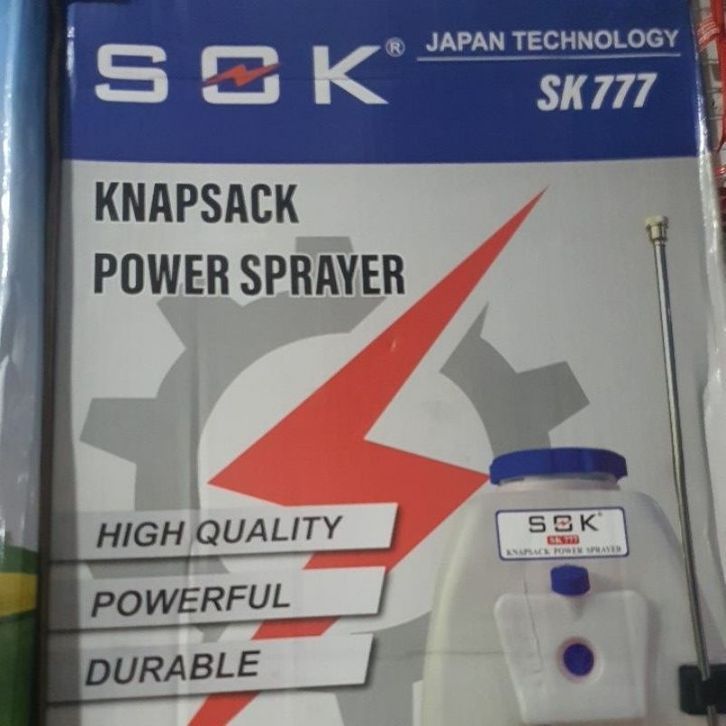 SOK®
JAPAN TECHNOLOGY
SK777
KNAPSACK
POWER SPRAYER
HIGH QUALITY
POWERFUL
DURABLE
SOK
SK777
KNAPSACK POWER SPRAYER